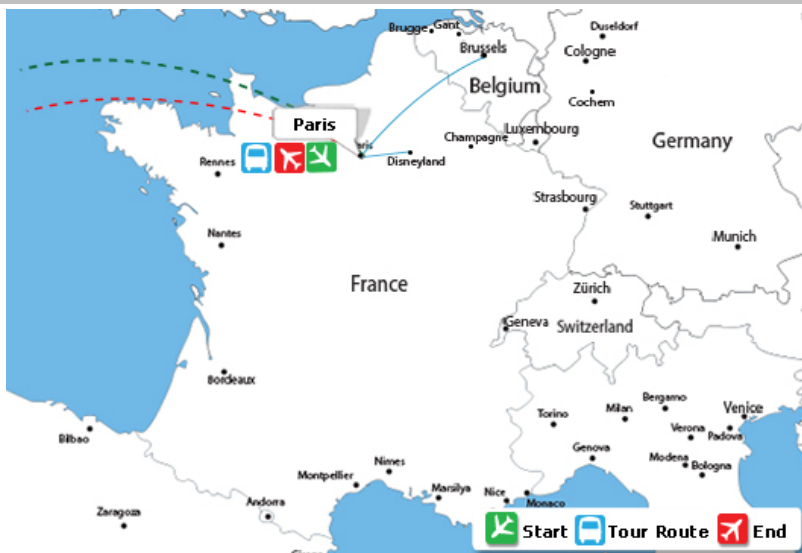 Duseldorf
Brugge
Gant
Brussels
Cologne
Belgium
Cochem
Paris
Luxembourg
Champagne
Germany
Rennes
Disneyland
Strasbourg
Stuttgart
Nantes
Munich
France
Zürich
Geneva
Switzerland
Bordeaux
Bergamo
Venice
Torino
Milan
Verona
Padova
Bilbao
Genova
Modena
Bologna
Nimes
Montpellier
Marsilya
Nice
Monaco
Andorra
Zaragoza
Start
Tour Route
End